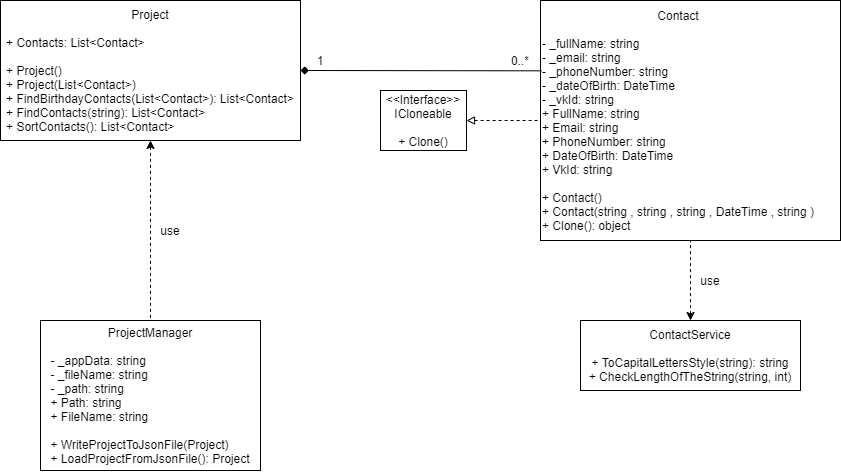 Project
+ Contacts: List<Contact>
+ Project()
+ Project(List<Contact>)
+ FindBirthdayContacts(List<Contact>): List<Contact>
+ FindContacts(string): List<Contact>
+ SortContacts(): List<Contact>
1
0..*
Contact
- _fullName: string
- _email: string
- _phoneNumber: string
- _dateOfBirth: DateTime
- _vkId: string
+ FullName: string
+ Email: string
+ PhoneNumber: string
+ DateOfBirth: DateTime
+ VkId: string
+ Contact()
+ Contact(string , string , string , DateTime , string )
+ Clone(): object
<<Interface>>
ICloneable
+ Clone()
use
use
ProjectManager
- _appData: string
- _fileName: string
- _path: string
+ Path: string
+ FileName: string
+ WriteProjectToJsonFile(Project)
+ LoadProjectFromJsonFile(): Project
ContactService
+ ToCapitalLettersStyle(string): string
+ CheckLengthOfTheString(string, int)